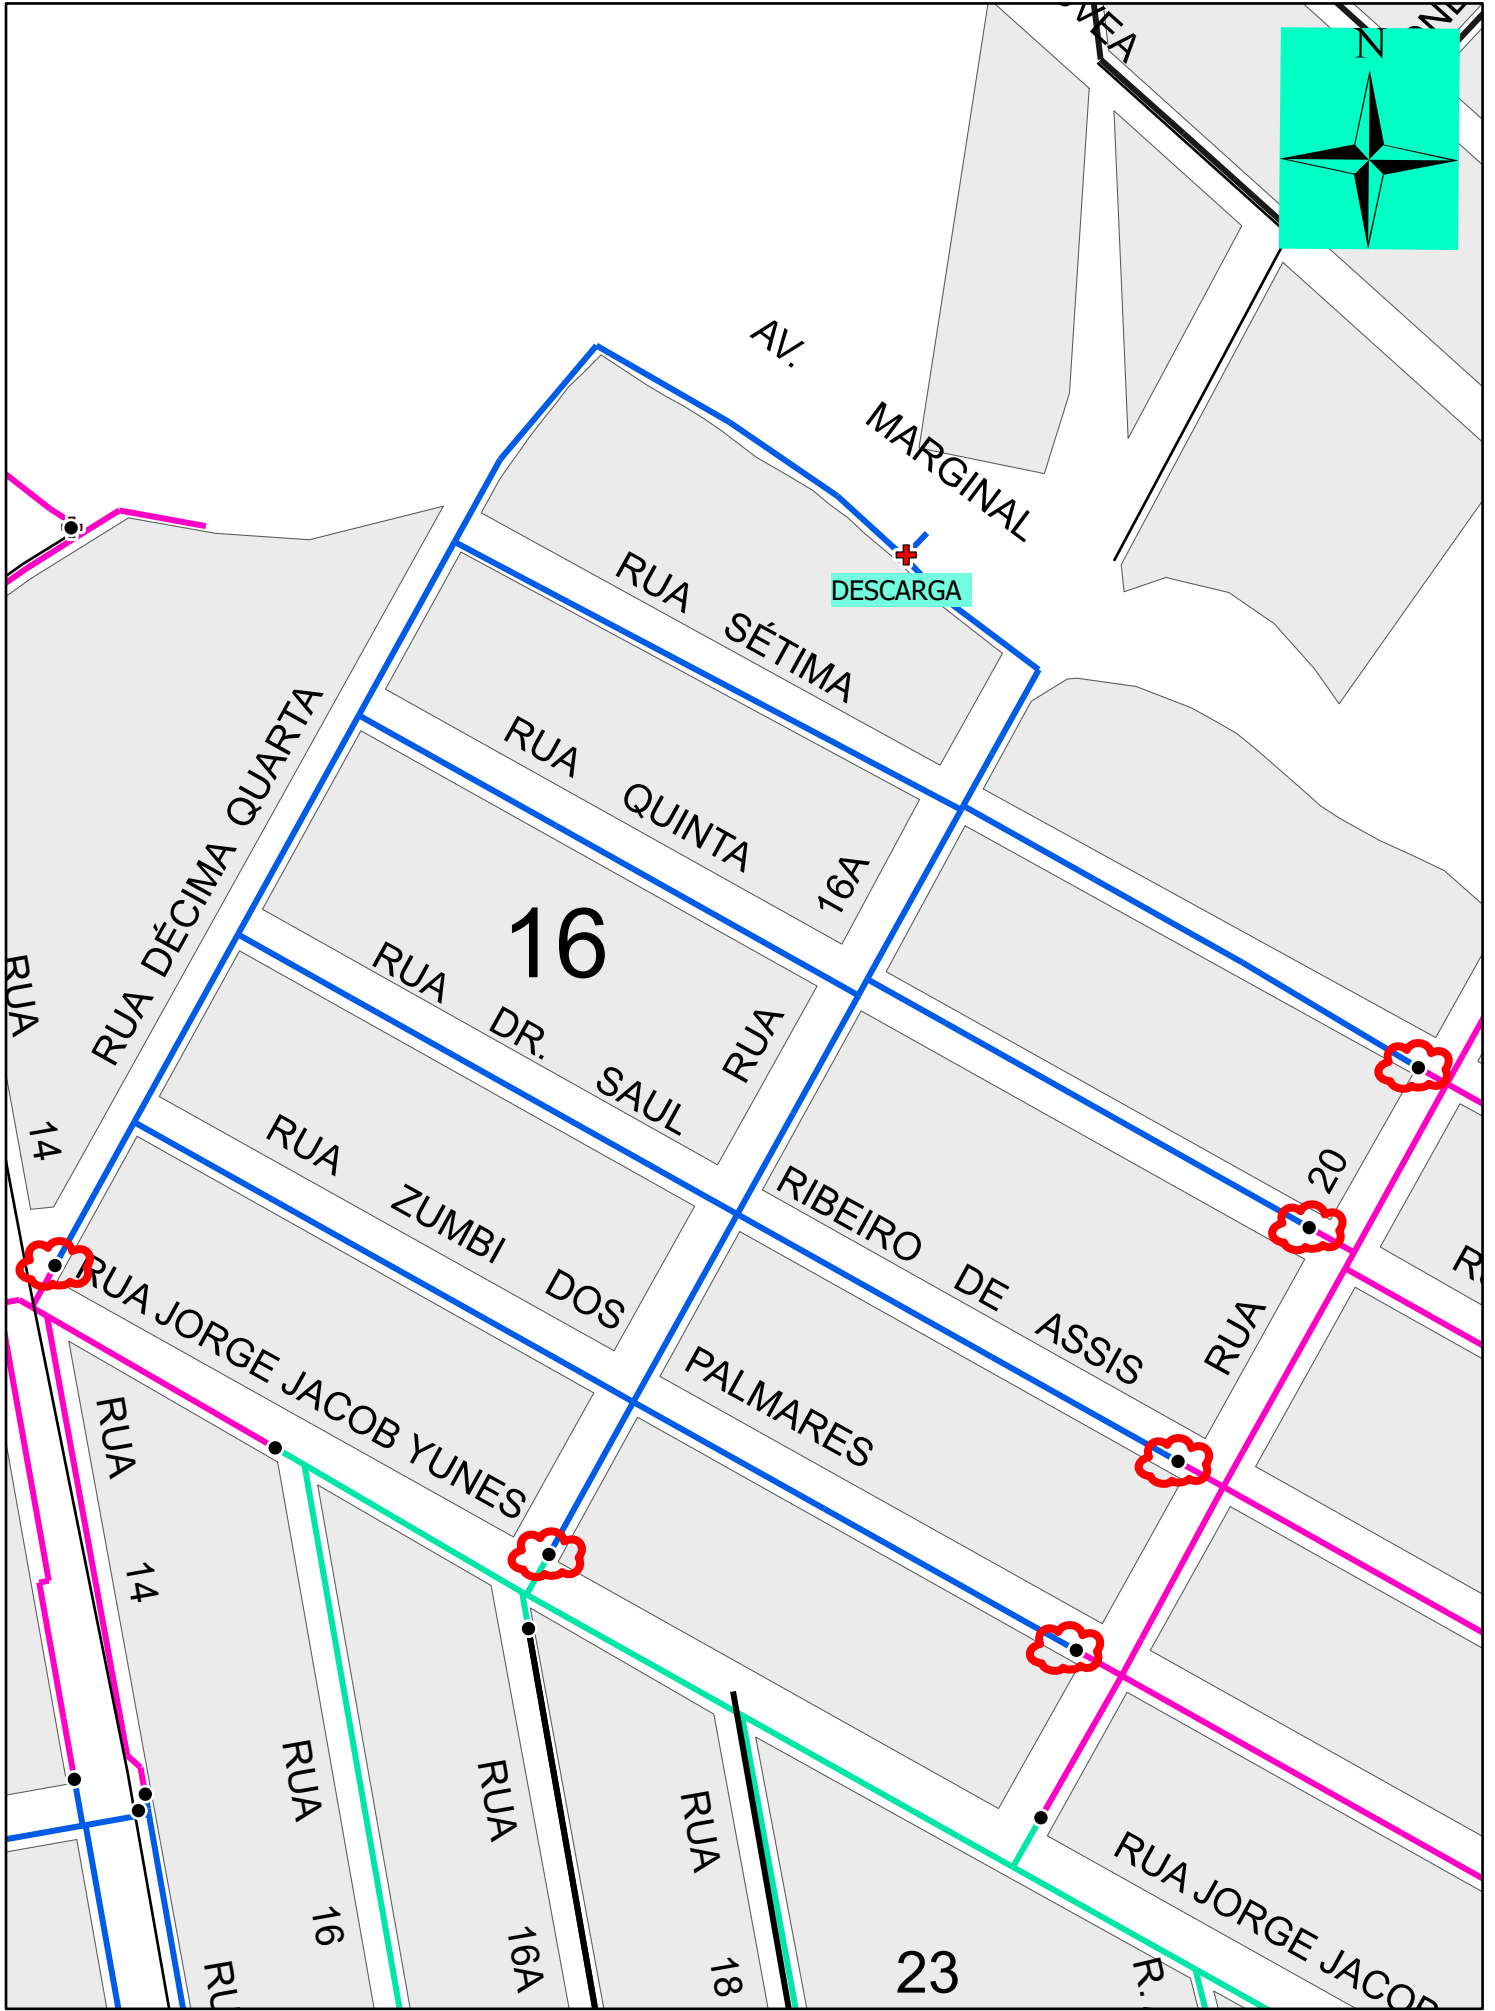 N
AV.
MARGINAL
DESCARGA
RUA SÉTIMA
RUA QUINTA
RUA 16A
RUA DÉCIMA QUARTA
16
RUA DR. SAUL
RIBEIRO DE ASSIS
RUA ZUMBI DOS
PALMARES
RUA 20
RUA 14
RUA JORGE JACOB YUNES
RUA 14
RUA 16
RUA 16A
RUA 18
23
RUA JORGE JACOB
R.